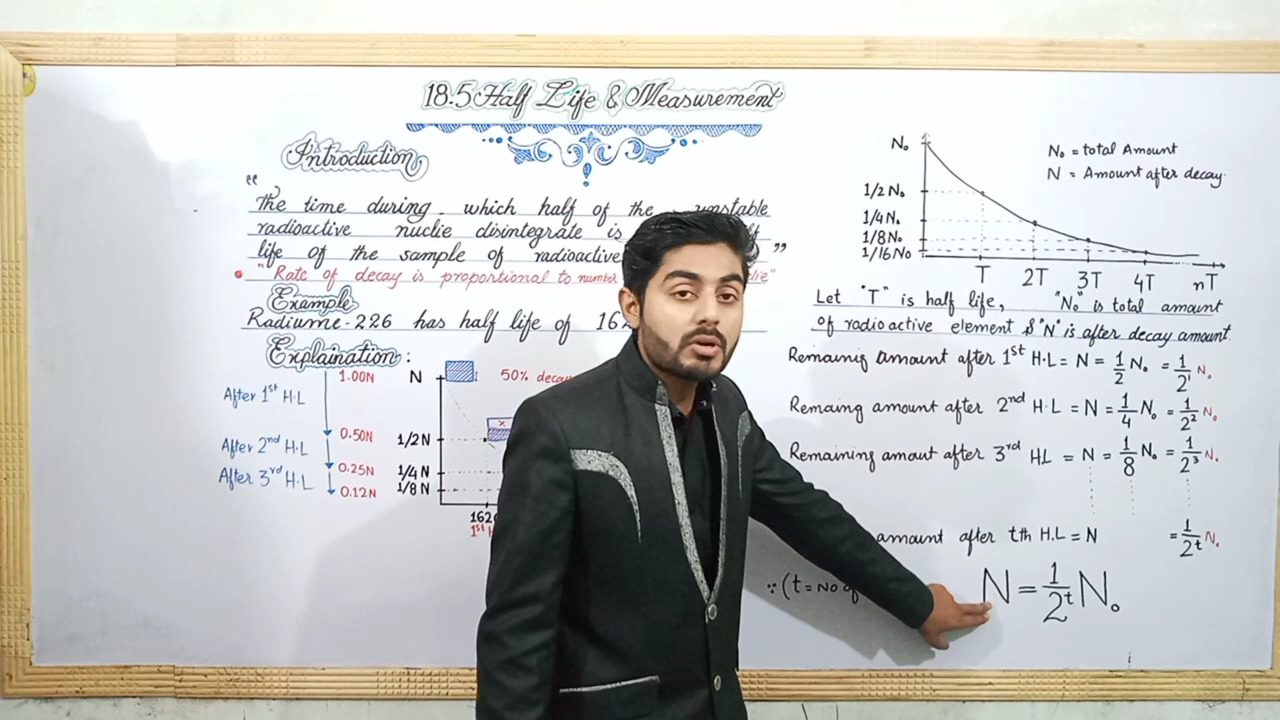 18.5 Half Life & Measurement
Introduction
"
The time during which half of the unstable
radioactive nuclie disintegrate is
life of the sample of radioactive "
"Rate of decay is proportional to number
Example
Radiume-226 has half life of 162
Explaination:
After 1st H.L
After 2nd H.L
After 3rd H.L
1.00N
0.50N
0.25N
0.12N
N
50% decay
x
1/2 N
1/4 N
1/8 N
162
1st H
N₀
1/2 N₀
1/4 N₀
1/8 N₀
1/16 N₀
T 2T 3T 4T nT
N₀ = total Amount
N = Amount after decay.
Let "T" is half life, "N₀" is total amount
of radioactive element & "N" is after decay amount.
Remainig amount after 1st H.L = N = 1/2 N₀ = 1/2¹ N₀
Remaing amount after 2nd H.L = N = 1/4 N₀ = 1/2² N₀
Remaining amout after 3rd HL = N = 1/8 N₀ = 1/2³ N₀
amount after tth H.L = N = 1/2ᵗ N₀
∵ (t = No of
N = 1/2ᵗ N₀